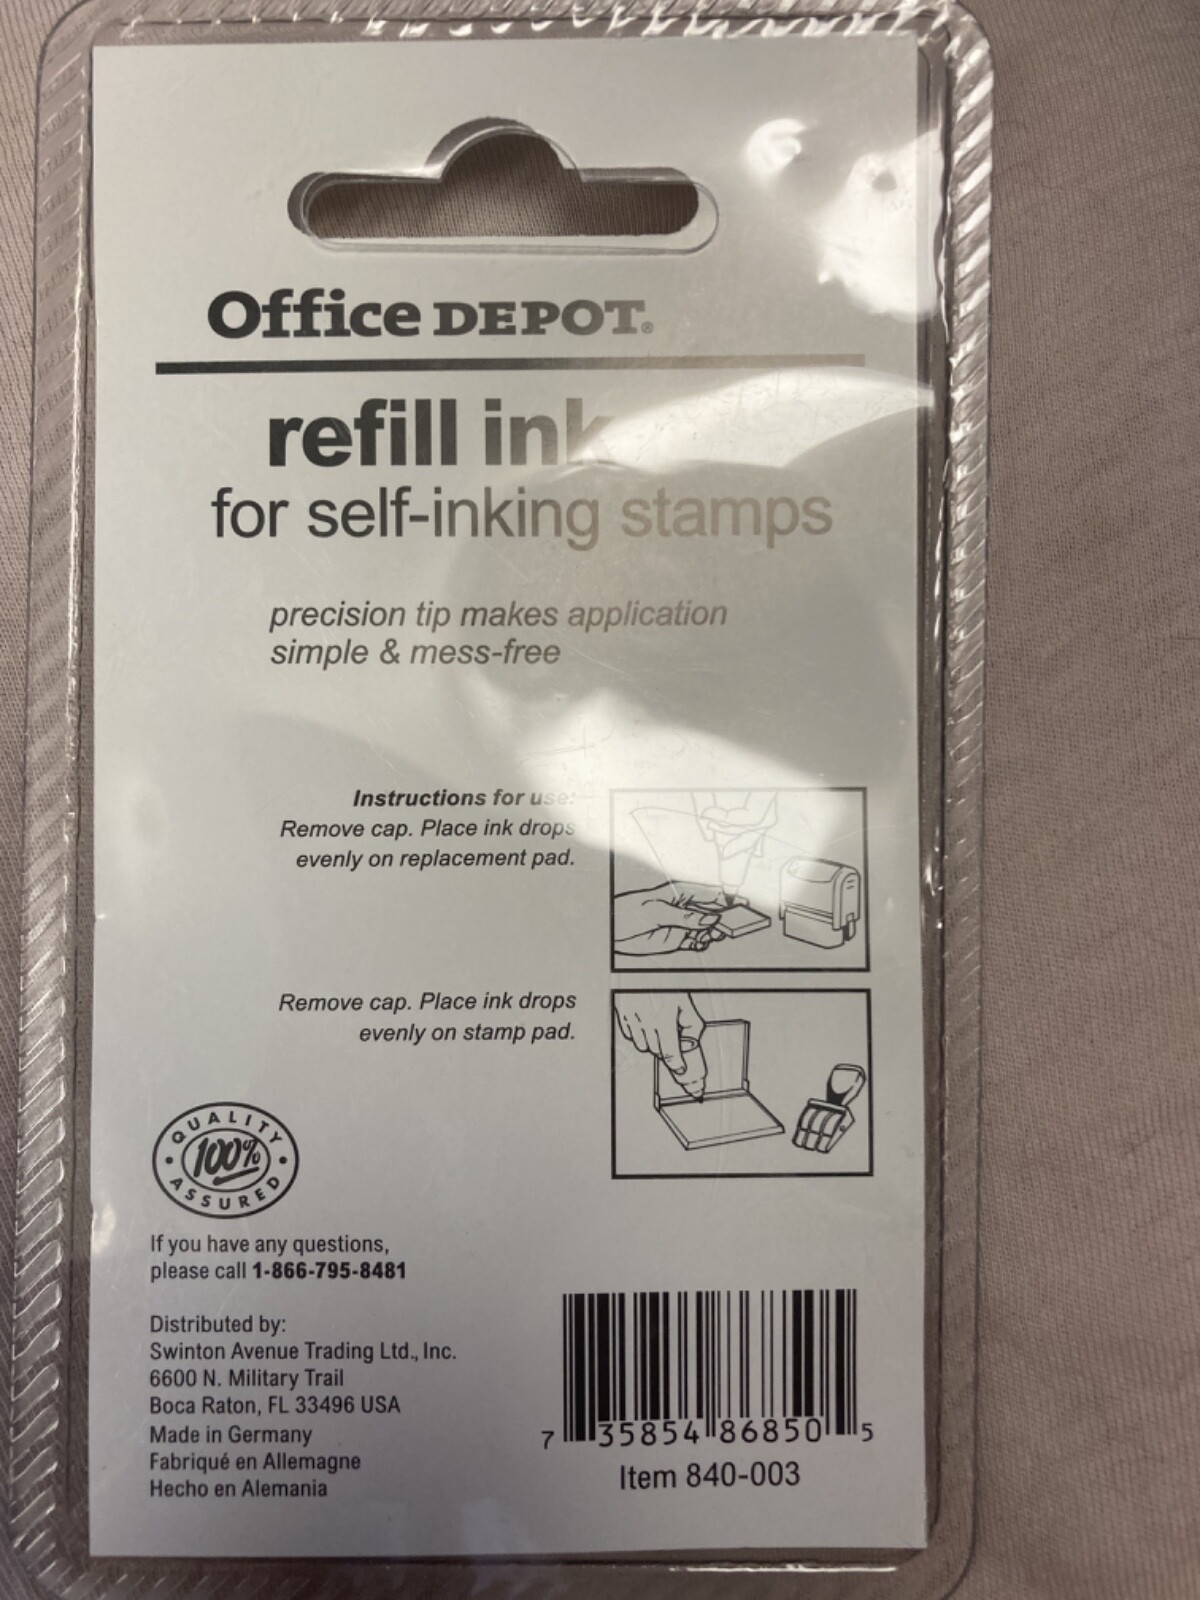 Office DEPOT®
refill ink
for self-inking stamps
precision tip makes application
simple & mess-free
Instructions for use:
Remove cap. Place ink drops
evenly on replacement pad.
Remove cap. Place ink drops
evenly on stamp pad.
QUALITY
100%
ASSURED
If you have any questions,
please call 1-866-795-8481
Distributed by:
Swinton Avenue Trading Ltd., Inc.
6600 N. Military Trail
Boca Raton, FL 33496 USA
Made in Germany
Fabriqué en Allemagne
Hecho en Alemania
7 35854 86850 5
Item 840-003